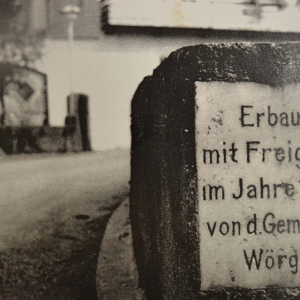 Erbau
mit Freig
im Jahre
von d. Gem
Wörg